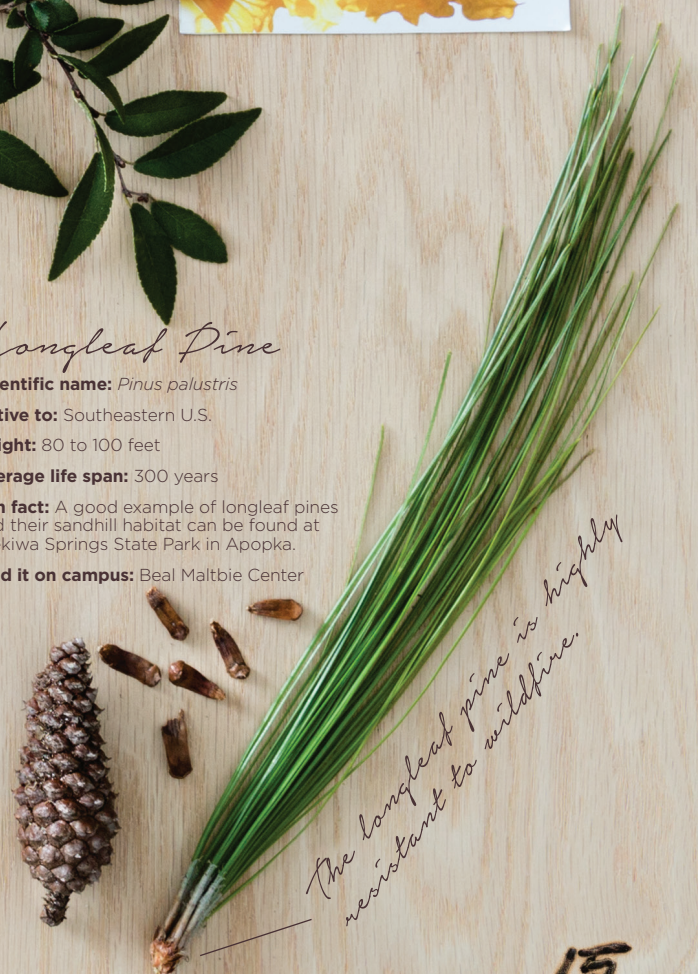 Longleaf Pine
entific name: Pinus palustris
tive to: Southeastern U.S.
ight: 80 to 100 feet
erage life span: 300 years
n fact: A good example of longleaf pines
d their sandhill habitat can be found at
kiwa Springs State Park in Apopka.
d it on campus: Beal Maltbie Center
The longleaf pine is highly
resistant to wildfire.
15